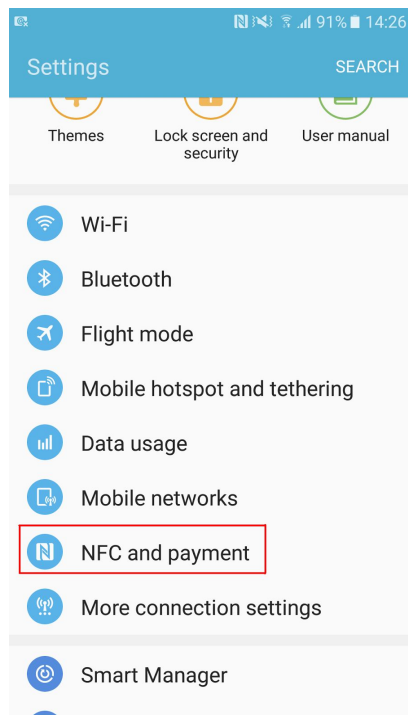 91% 14:26
Settings SEARCH
Themes Lock screen and User manual
security
Wi-Fi
Bluetooth
Flight mode
Mobile hotspot and tethering
Data usage
Mobile networks
NFC and payment
More connection settings
Smart Manager